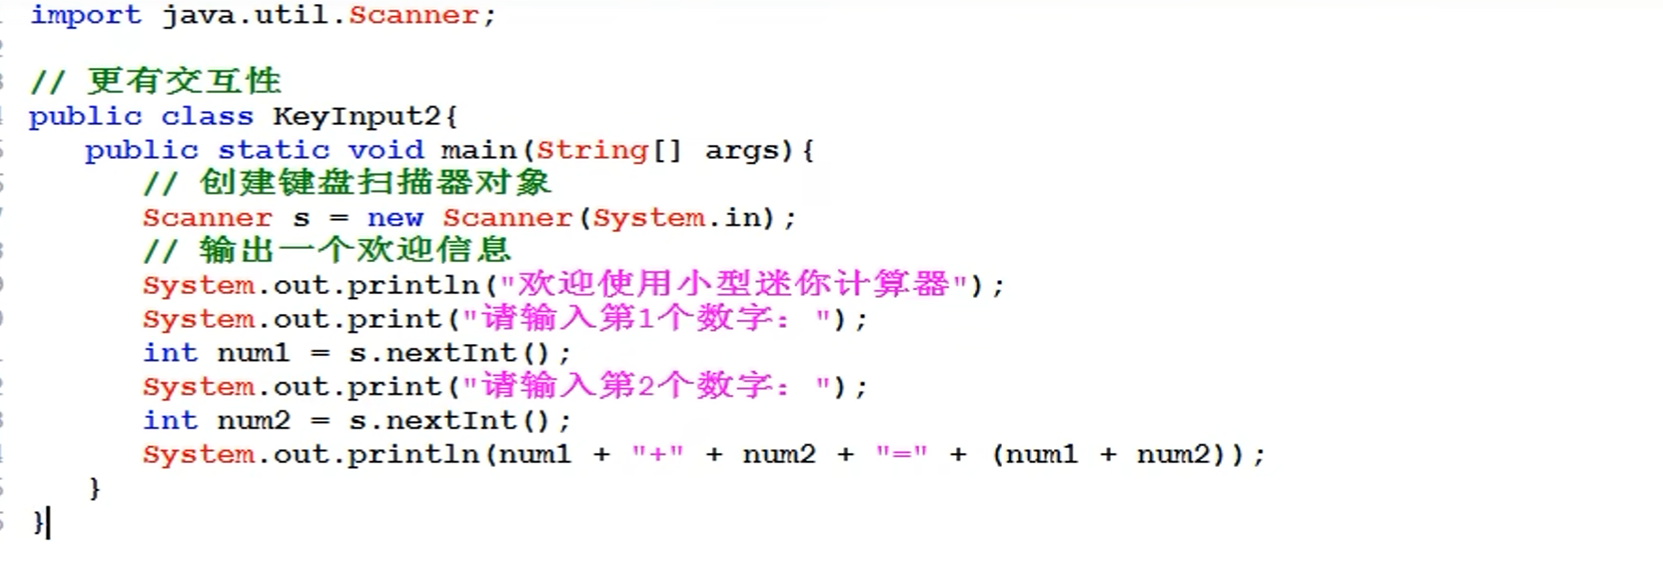 import java.util.Scanner;
// 更有交互性
public class KeyInput2{
public static void main(String[] args){
// 创建键盘扫描器对象
Scanner s = new Scanner(System.in);
// 输出一个欢迎信息
System.out.println("欢迎使用小型迷你计算器");
System.out.print("请输入第1个数字: ");
int num1 = s.nextInt();
System.out.print("请输入第2个数字: ");
int num2 = s.nextInt();
System.out.println(num1 + "+" + num2 + "=" + (num1 + num2));
}
}